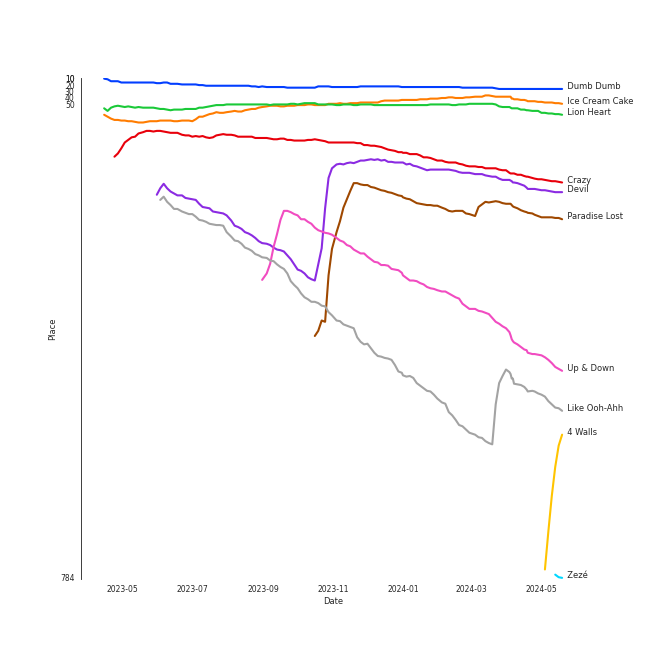 10
20
30
40
50
784
Place
Dumb Dumb
Ice Cream Cake
Lion Heart
Crazy
Devil
Paradise Lost
Up & Down
Like Ooh-Ahh
4 Walls
Zezé
2023-05 2023-07 2023-09 2023-11 2024-01 2024-03 2024-05
Date